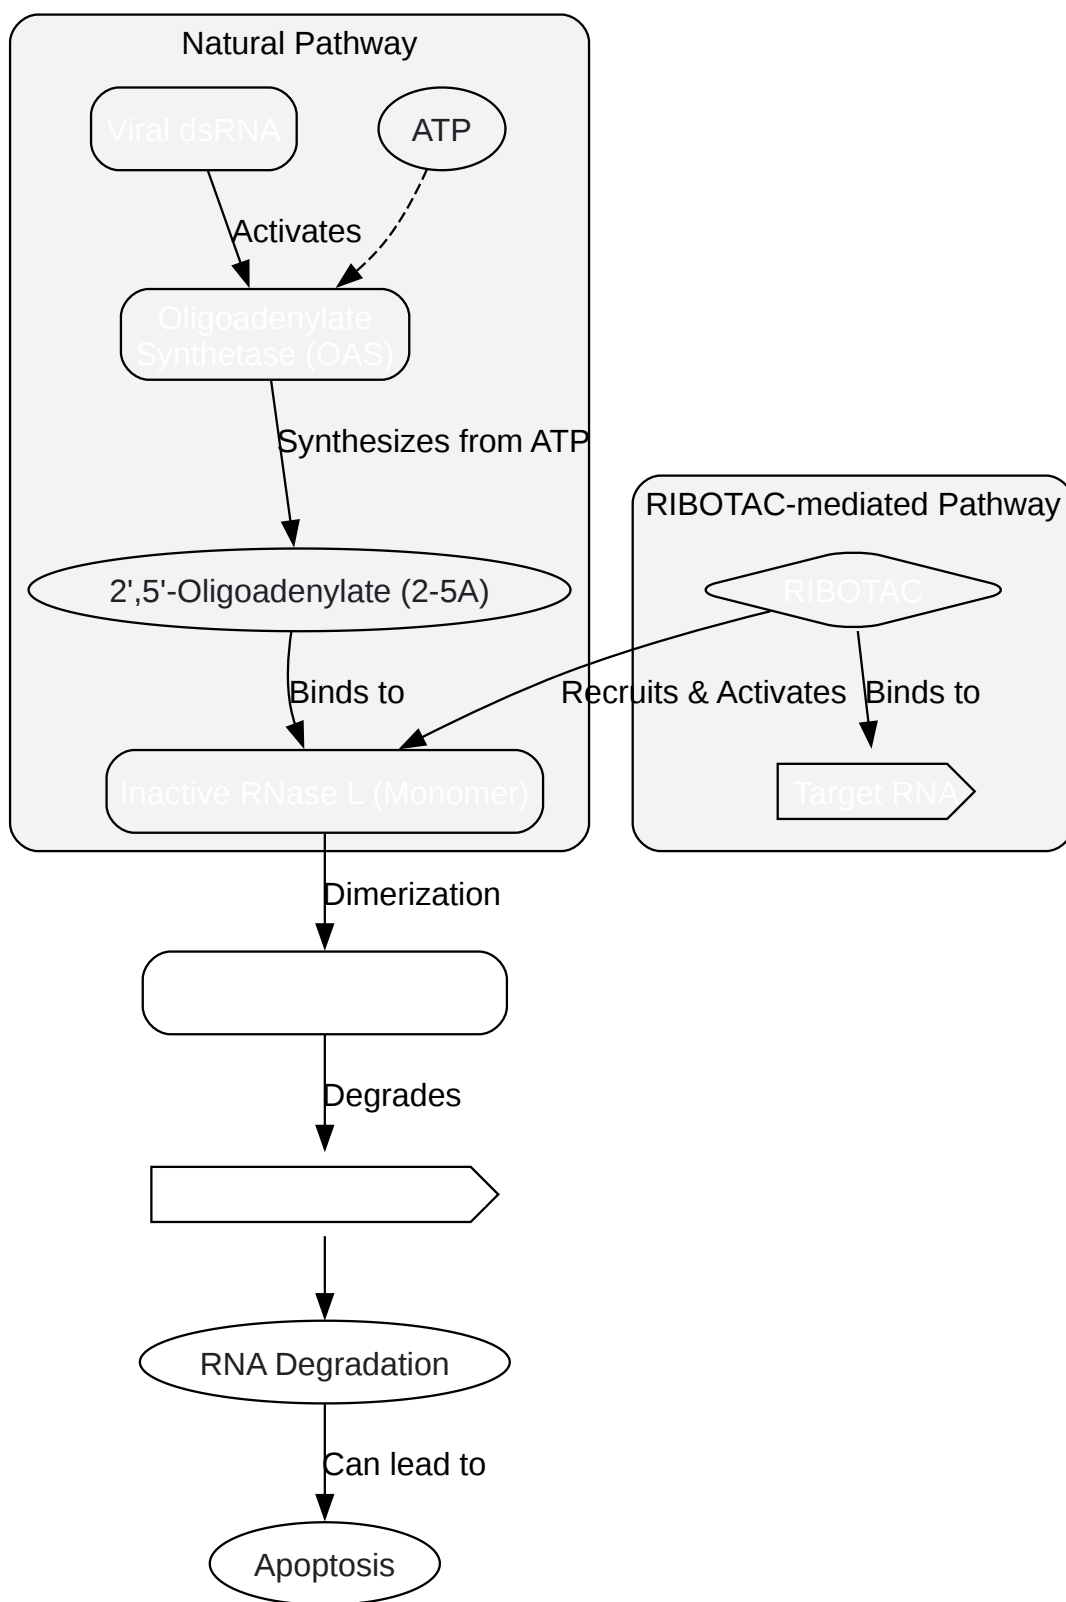 Natural Pathway
Viral dsRNA
ATP
Activates
Oligoadenylate
Synthetase (OAS)
Synthesizes from ATP
RIBOTAC-mediated Pathway
2',5'-Oligoadenylate (2-5A)
RIBOTAC
Binds to
Recruits & Activates
Binds to
Inactive RNase L (Monomer)
Target RNA
Dimerization
Degrades
RNA Degradation
Can lead to
Apoptosis